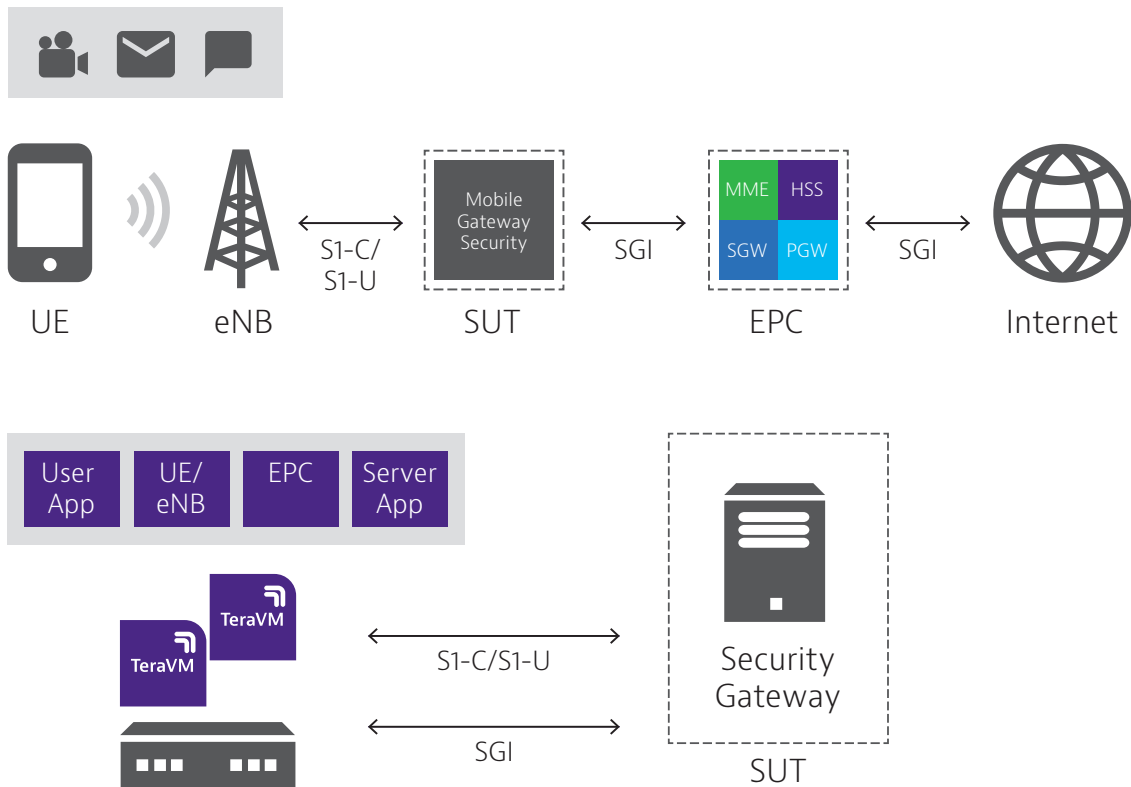 Mobile
Gateway
Security
MME HSS
SGW PGW
S1-C/
S1-U
SGI
SGI
UE
eNB
SUT
EPC
Internet
User
App
UE/
eNB
EPC
Server
App
TeraVM
TeraVM
S1-C/S1-U
SGI
Security
Gateway
SUT